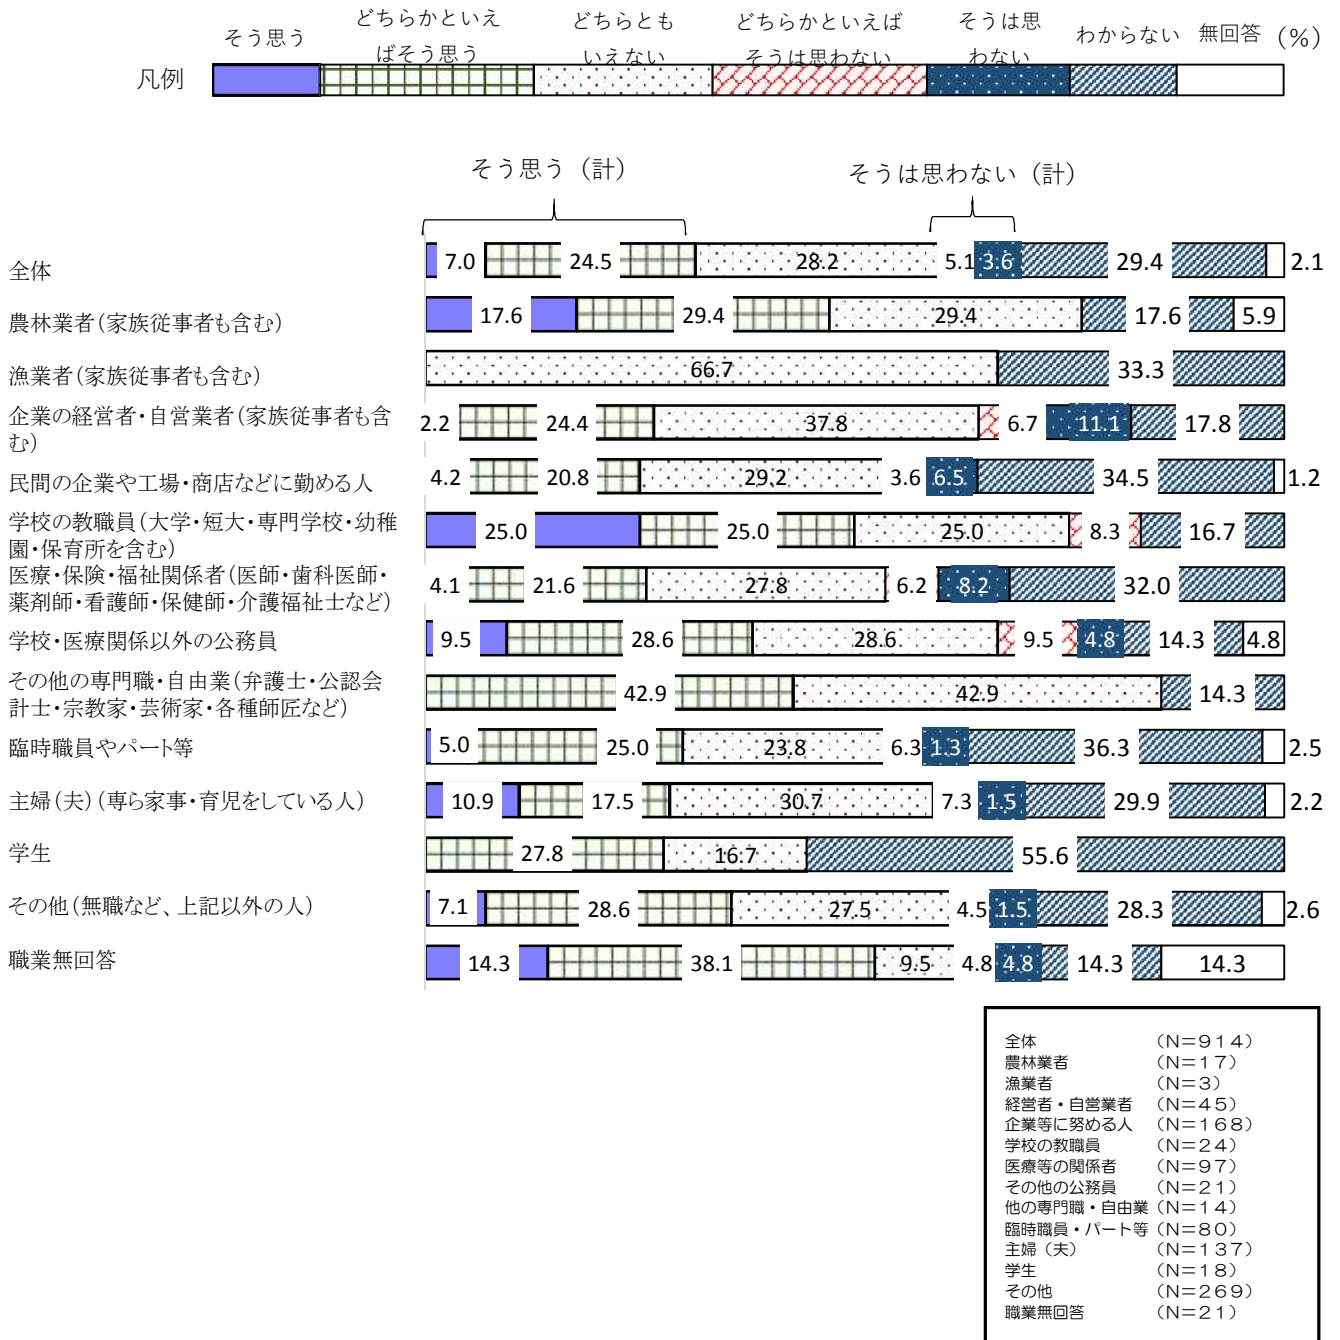 そう思う
どちらかといえ
ばそう思う
どちらとも
いえない
どちらかといえば
そうは思わない
そうは思
わない
わからない
無回答
(%)
凡例
そう思う（計）
そうは思わない（計）
全体 7.0 24.5 28.2 5.1 3.6 29.4 2.1
農林業者(家族従事者も含む) 17.6 29.4 29.4 17.6 5.9
漁業者(家族従事者も含む) 66.7 33.3
企業の経営者・自営業者(家族従事者も含
む) 2.2 24.4 37.8 6.7 11.1 17.8
民間の企業や工場・商店などに勤める人 4.2 20.8 29.2 3.6 6.5 34.5 1.2
学校の教職員(大学・短大・専門学校・幼稚
園・保育所を含む) 25.0 25.0 25.0 8.3 16.7
医療・保険・福祉関係者(医師・歯科医師・
薬剤師・看護師・保健師・介護福祉士など) 4.1 21.6 27.8 6.2 8.2 32.0
学校・医療関係以外の公務員 9.5 28.6 28.6 9.5 4.8 14.3 4.8
その他の専門職・自由業(弁護士・公認会
計士・宗教家・芸術家・各種師匠など) 42.9 42.9 14.3
臨時職員やパート等 5.0 25.0 23.8 6.3 1.3 36.3 2.5
主婦(夫)(専ら家事・育児をしている人) 10.9 17.5 30.7 7.3 1.5 29.9 2.2
学生 27.8 16.7 55.6
その他(無職など、上記以外の人) 7.1 28.6 27.5 4.5 1.5 28.3 2.6
職業無回答 14.3 38.1 9.5 4.8 4.8 14.3 14.3
全体 （N=914）
農林業者 （N=17）
漁業者 （N=3）
経営者・自営業者 （N=45）
企業等に努める人 （N=168）
学校の教職員 （N=24）
医療等の関係者 （N=97）
その他の公務員 （N=21）
他の専門職・自由業 （N=14）
臨時職員・パート等 （N=80）
主婦（夫） （N=137）
学生 （N=18）
その他 （N=269）
職業無回答 （N=21）